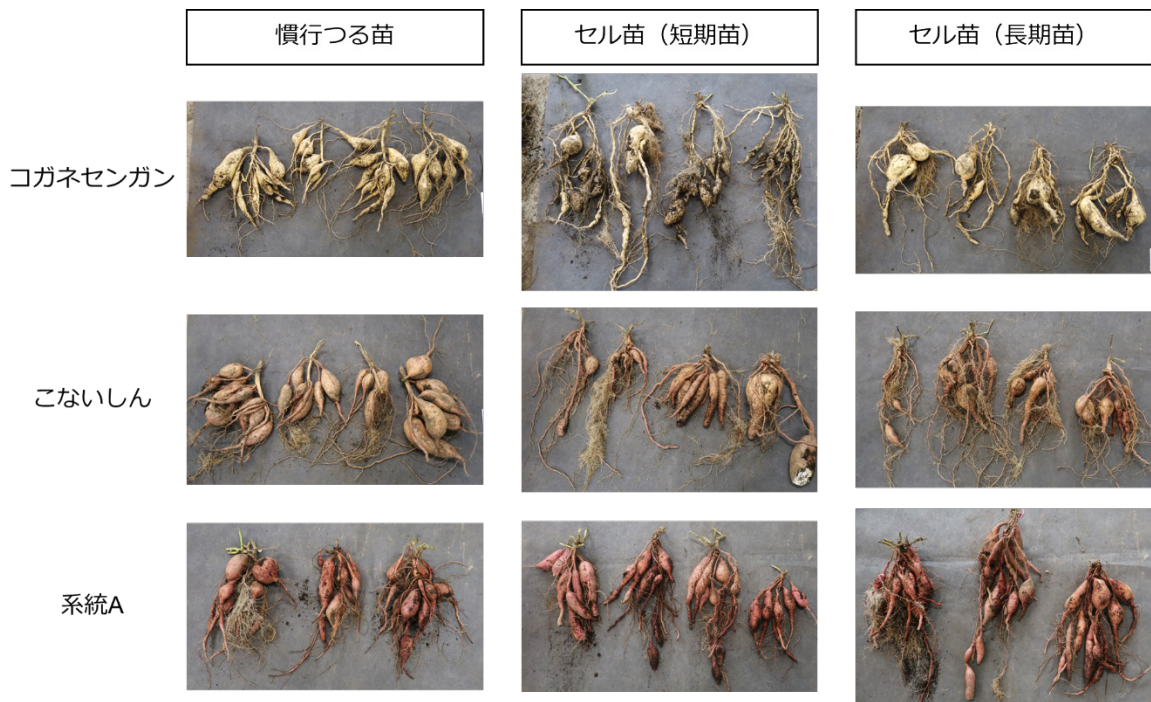 慣行つる苗
セル苗（短期苗）
セル苗（長期苗）
コガネセンガン
こないしん
系統A